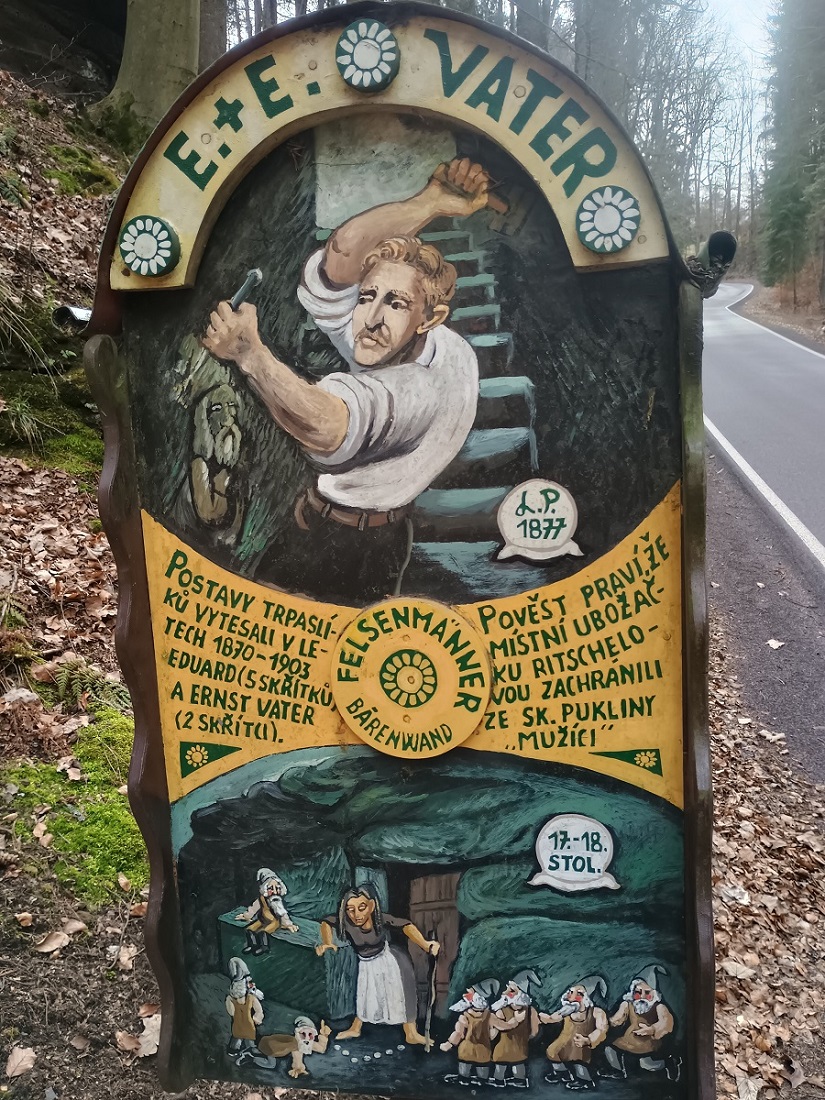 E.+E. VATER
L.P.
1877
POSTAVY TRPASLÍ-
KŮ VYTESALI V LE-
TECH 1870-1903
EDUARD (5 SKŘÍTKŮ)
A ERNST VATER
(2 SKŘÍTCI).
FELSENMÄNNER
BÄRENWAND
POVĚST PRAVÍ, ŽE
MÍSTNÍ UBOŽAČ-
KU RITSCHELO-
VOU ZACHRÁNILI
ZE SK. PUKLINY
„MUŽÍCI"
17.-18.
STOL.